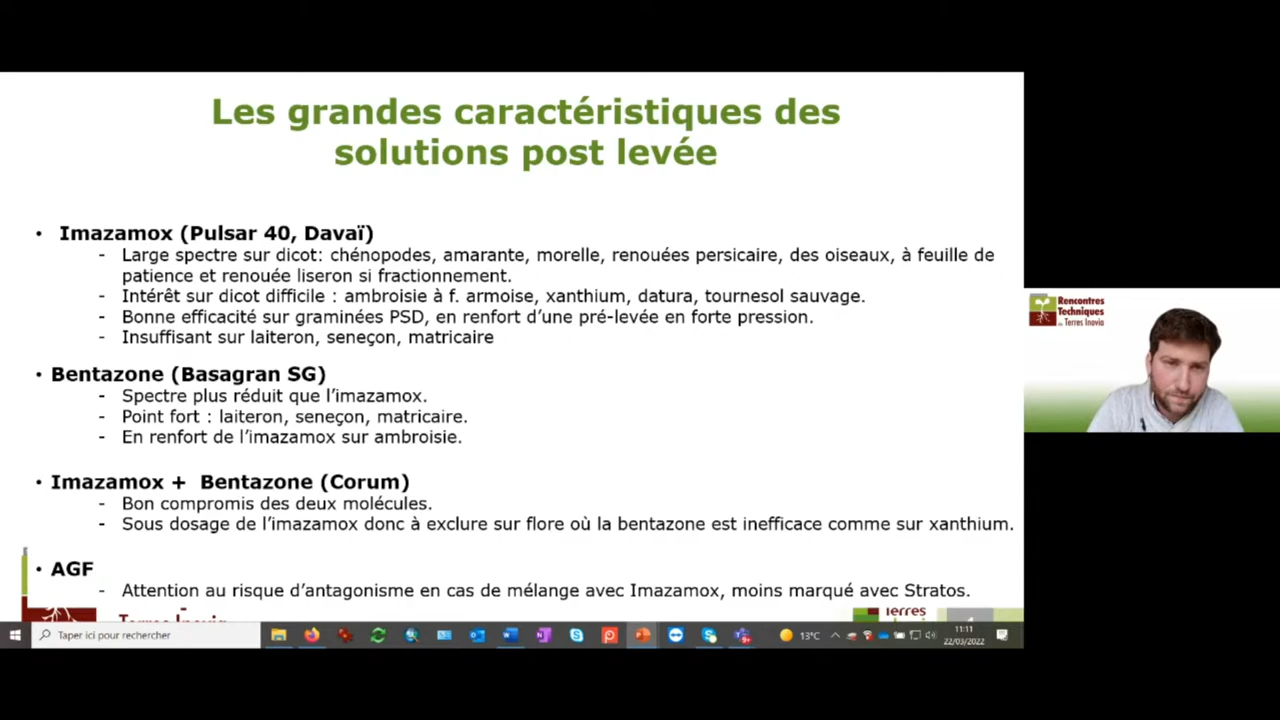 Les grandes caractéristiques des
solutions post levée
• Imazamox (Pulsar 40, Davaï)
- Large spectre sur dicot: chénopodes, amarante, morelle, renouées persicaire, des oiseaux, à feuille de
patience et renouée liseron si fractionnement.
- Intérêt sur dicot difficile : ambroisie à f. armoise, xanthium, datura, tournesol sauvage.
- Bonne efficacité sur graminées PSD, en renfort d'une pré-levée en forte pression.
- Insuffisant sur laiteron, seneçon, matricaire
• Bentazone (Basagran SG)
- Spectre plus réduit que l'imazamox.
- Point fort : laiteron, seneçon, matricaire.
- En renfort de l'imazamox sur ambroisie.
• Imazamox + Bentazone (Corum)
- Bon compromis des deux molécules.
- Sous dosage de l'imazamox donc à exclure sur flore où la bentazone est inefficace comme sur xanthium.
• AGF
- Attention au risque d'antagonisme en cas de mélange avec Imazamox, moins marqué avec Stratos.
Terres Inovia
Terres
Taper ici pour rechercher
13°C
11:11
22/03/2022
Rencontres
Techniques
de Terres Inovia